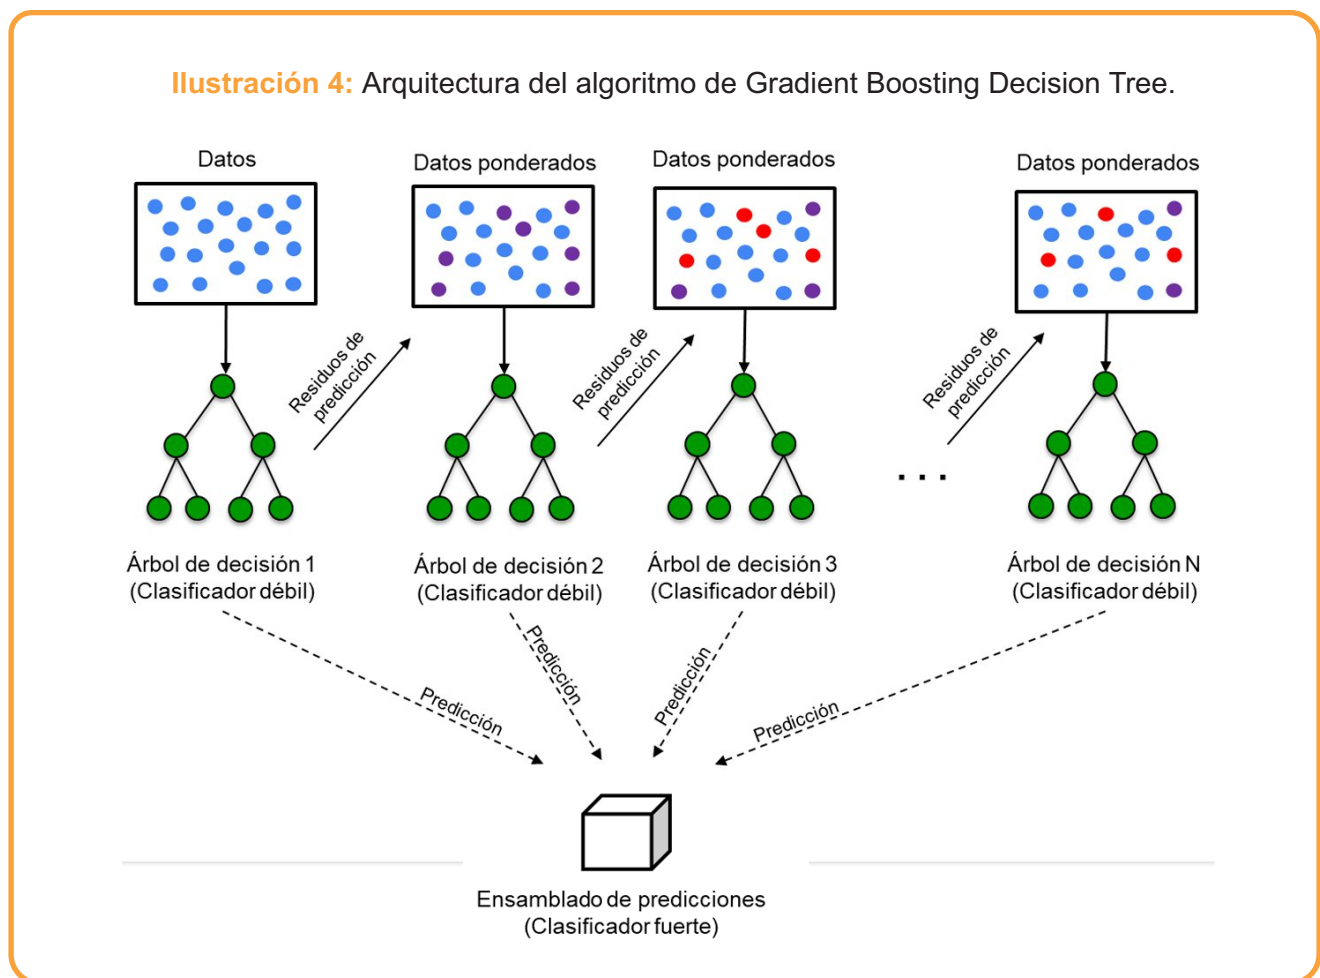 Ilustración 4: Arquitectura del algoritmo de Gradient Boosting Decision Tree.
Datos
Datos ponderados
Datos ponderados
Datos ponderados
Residuos de
predicción
Residuos de
predicción
Residuos de
predicción
. . .
Árbol de decisión 1
(Clasificador débil)
Árbol de decisión 2
(Clasificador débil)
Árbol de decisión 3
(Clasificador débil)
Árbol de decisión N
(Clasificador débil)
Predicción
Predicción
Predicción
Predicción
Ensamblado de predicciones
(Clasificador fuerte)